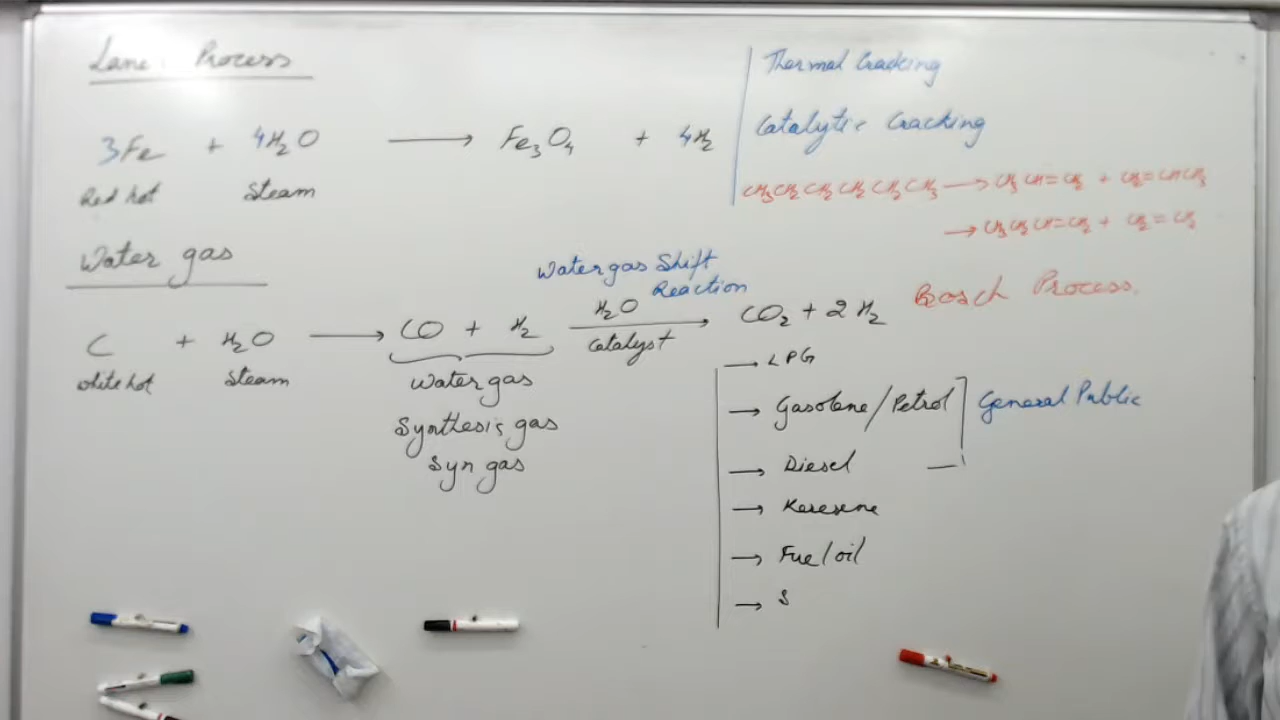 Lane Process
3Fe + 4H₂O ⟶ Fe₃O₄ + 4H₂
Red hot Steam
Water gas
Water gas Shift
Reaction
C + H₂O ⟶ CO + H₂ ⟶ CO₂ + 2H₂
H₂O
Catalyst
white hot Steam
Water gas
Synthesis gas
Syn gas
Thermal Cracking
Catalytic Cracking
CH₃CH₂CH₂CH₂CH₂CH₃ ⟶ CH₃CH=CH₂ + CH₂=CHCH₃
⟶ CH₃CH₂CH=CH₂ + CH₂=CH₂
Bosch Process
→ LPG
→ Gasolene/Petrol
General Public
→ Diesel
→ Keresene
→ Fuel oil
→ S